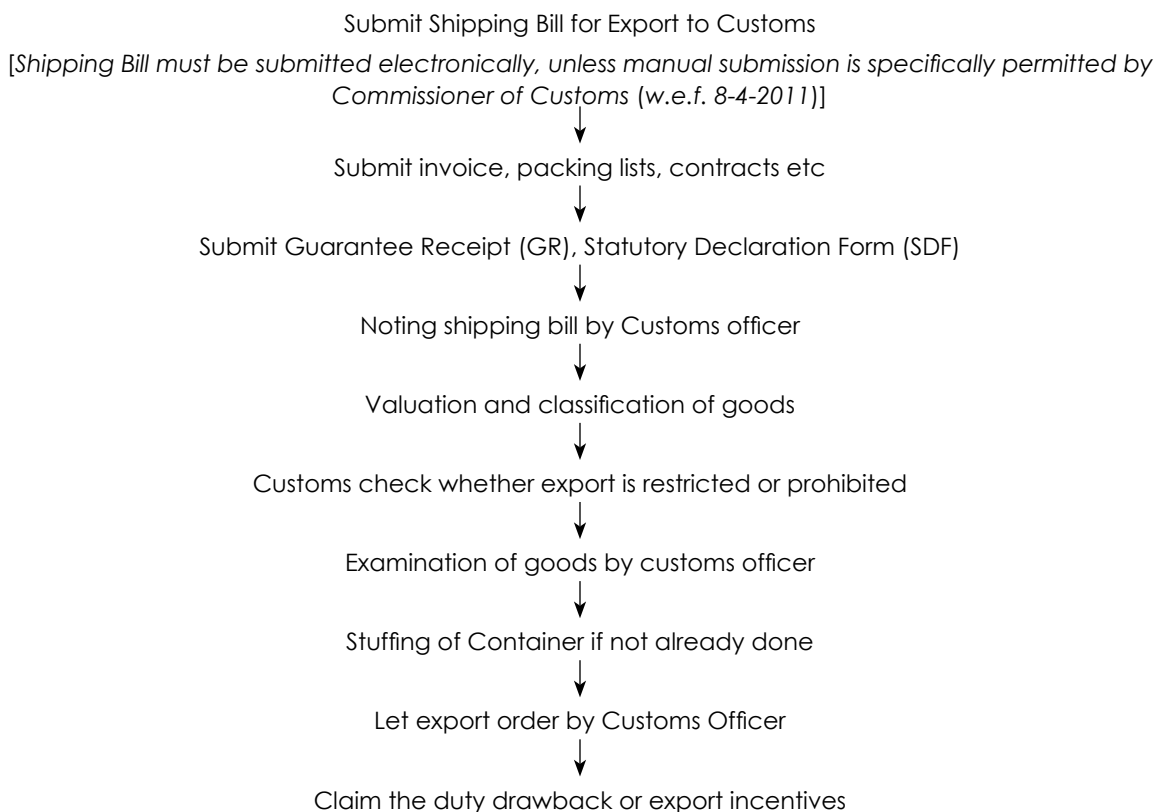 Submit Shipping Bill for Export to Customs
[Shipping Bill must be submitted electronically, unless manual submission is specifically permitted by
Commissioner of Customs (w.e.f. 8-4-2011)]
Submit invoice, packing lists, contracts etc
Submit Guarantee Receipt (GR), Statutory Declaration Form (SDF)
Noting shipping bill by Customs officer
Valuation and classification of goods
Customs check whether export is restricted or prohibited
Examination of goods by customs officer
Stuffing of Container if not already done
Let export order by Customs Officer
Claim the duty drawback or export incentives